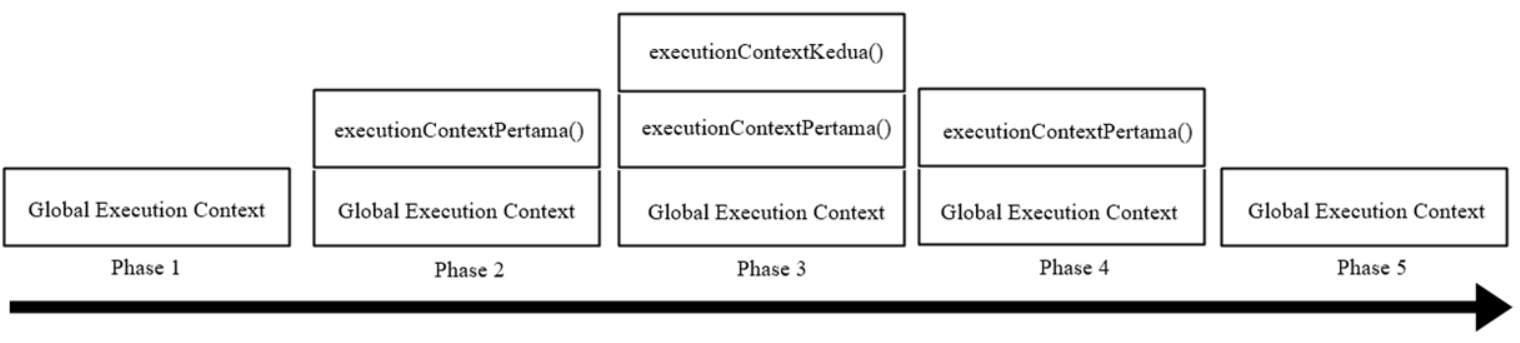 executionContextKedua()
executionContextPertama() executionContextPertama() executionContextPertama()
Global Execution Context Global Execution Context Global Execution Context Global Execution Context Global Execution Context
Phase 1 Phase 2 Phase 3 Phase 4 Phase 5